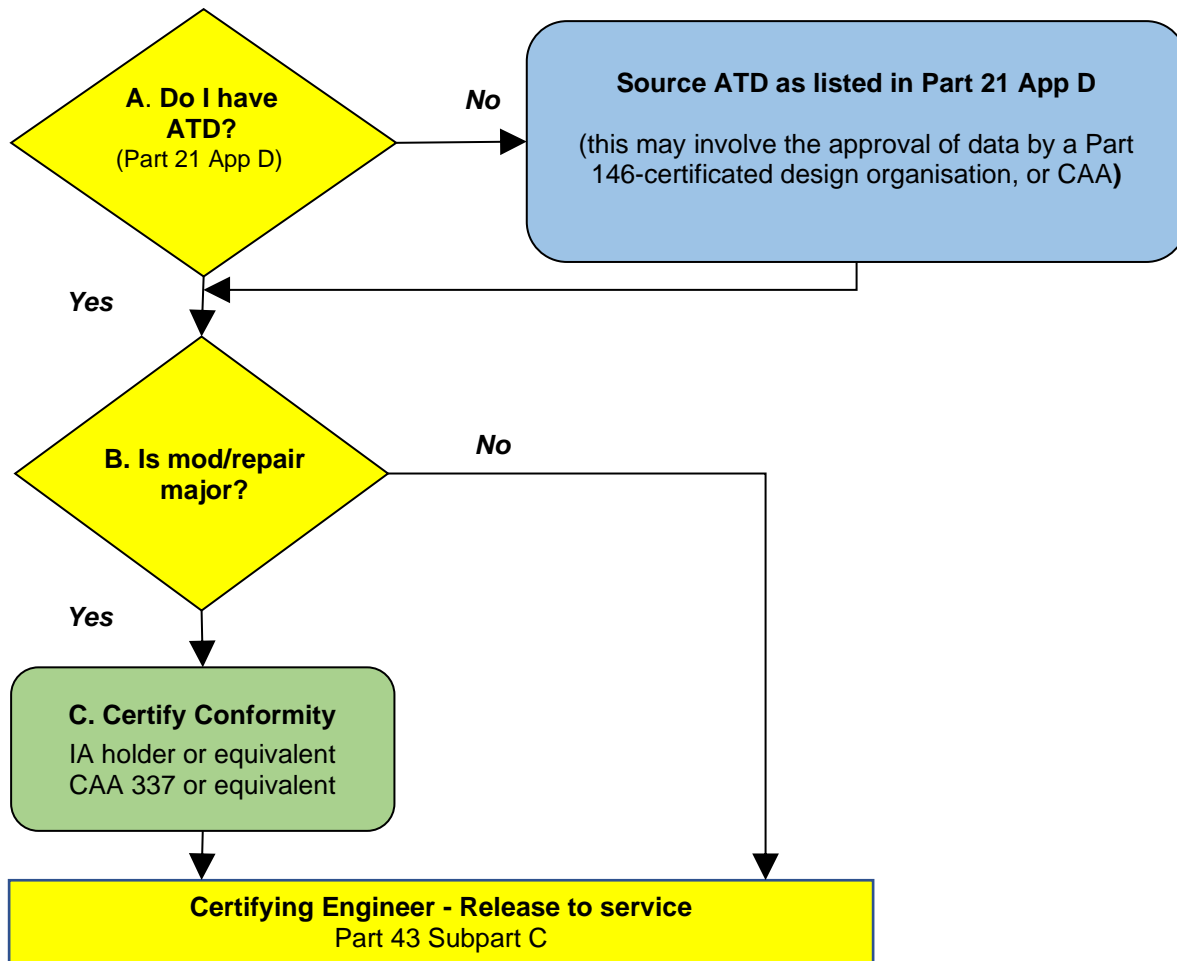 A. Do I have
ATD?
(Part 21 App D)
No
Source ATD as listed in Part 21 App D
(this may involve the approval of data by a Part
146-certificated design organisation, or CAA)
Yes
B. Is mod/repair
major?
No
Yes
C. Certify Conformity
IA holder or equivalent
CAA 337 or equivalent
Certifying Engineer - Release to service
Part 43 Subpart C